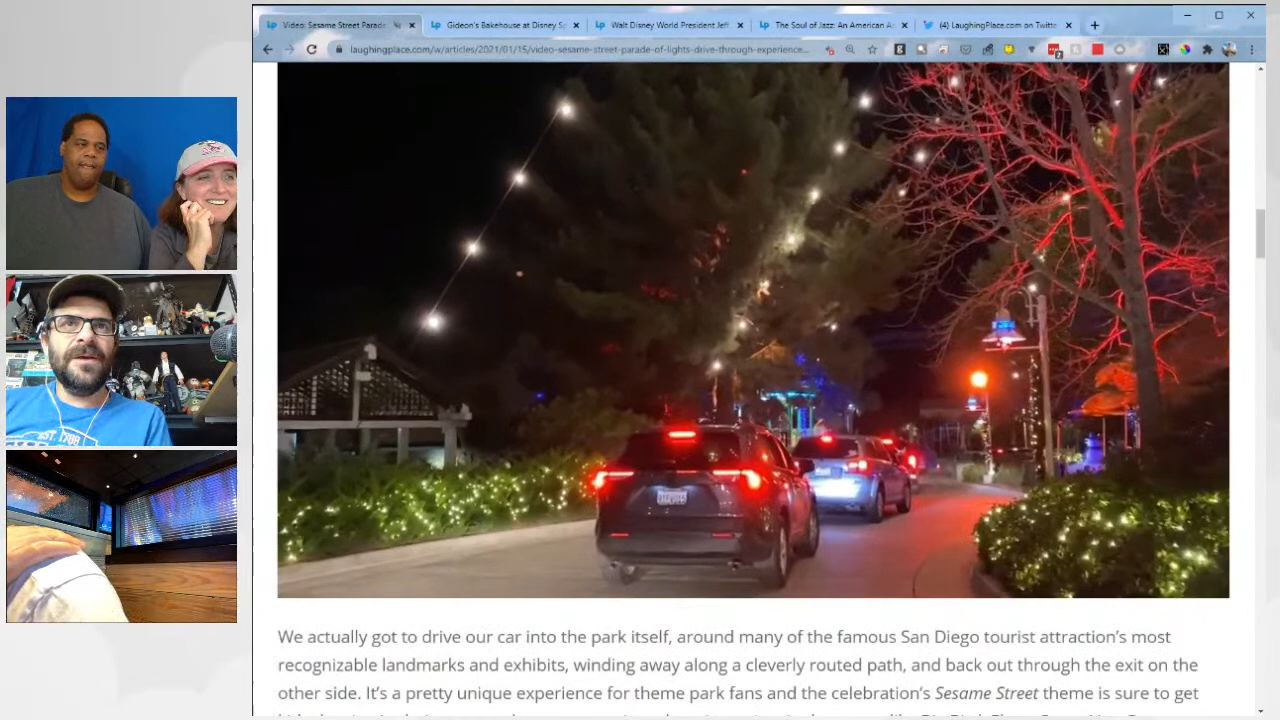 Video: Sesame Street Parade
Gideon's Bakehouse at Disney S
Walt Disney World President Jeff
The Soul of Jazz: An American A
(4) LaughingPlace.com on Twitte
laughingplace.com/w/articles/2021/01/15/video-sesame-street-parade-of-lights-drive-through-experience...
EST. 1788
We actually got to drive our car into the park itself, around many of the famous San Diego tourist attraction's most
recognizable landmarks and exhibits, winding away along a cleverly routed path, and back out through the exit on the
other side. It's a pretty unique experience for theme park fans and the celebration's Sesame Street theme is sure to get